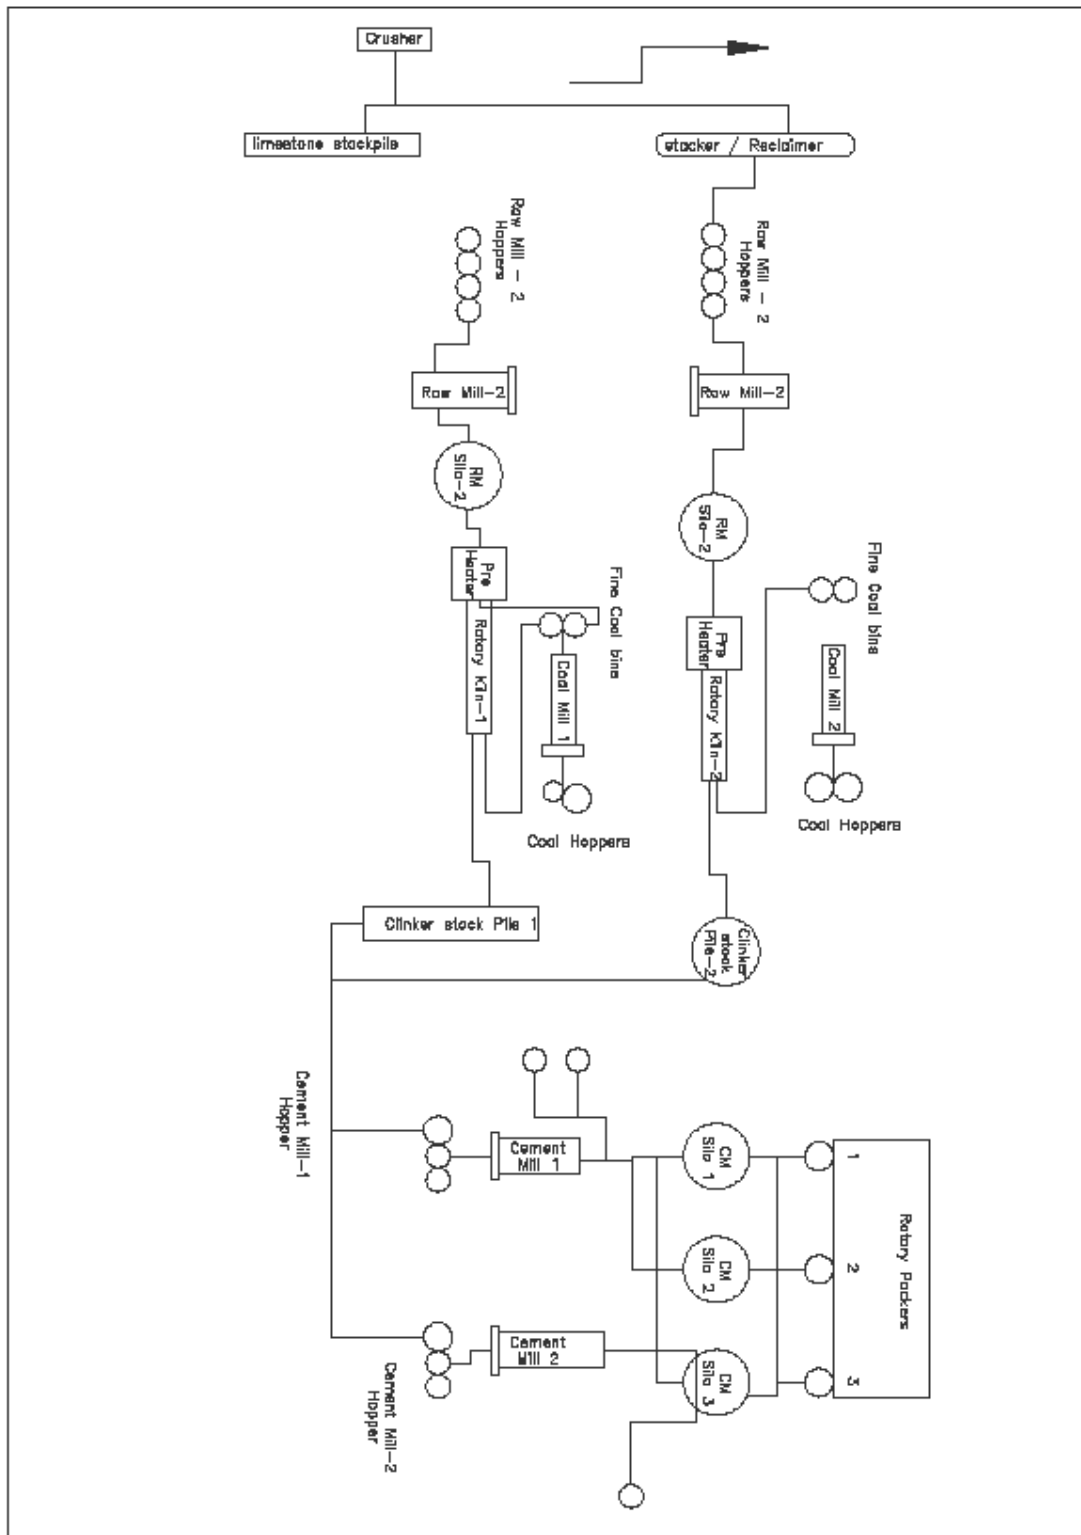 Crusher
limestone stockpile
stacker / Reclaimer
Raw Mill - 2
Hoppers
Raw Mill - 2
Hoppers
Raw Mill-2
Raw Mill-2
RM
Silo-2
RM
Silo-2
Pre
Heater
Rotary Kiln-1
Fine Coal bins
Coal Mill 1
Coal Hoppers
Pre
Heater
Rotary Kiln-2
Fine Coal bins
Coal Mill 2
Coal Hoppers
Clinker stock Pile 1
Clinker
stock
Pile-2
Cement Mill-1
Hopper
Cement
Mill 1
CM
Silo 1
CM
Silo 2
CM
Silo 3
1
2
3
Rotary Packers
Cement
Mill 2
Cement Mill-2
Hopper